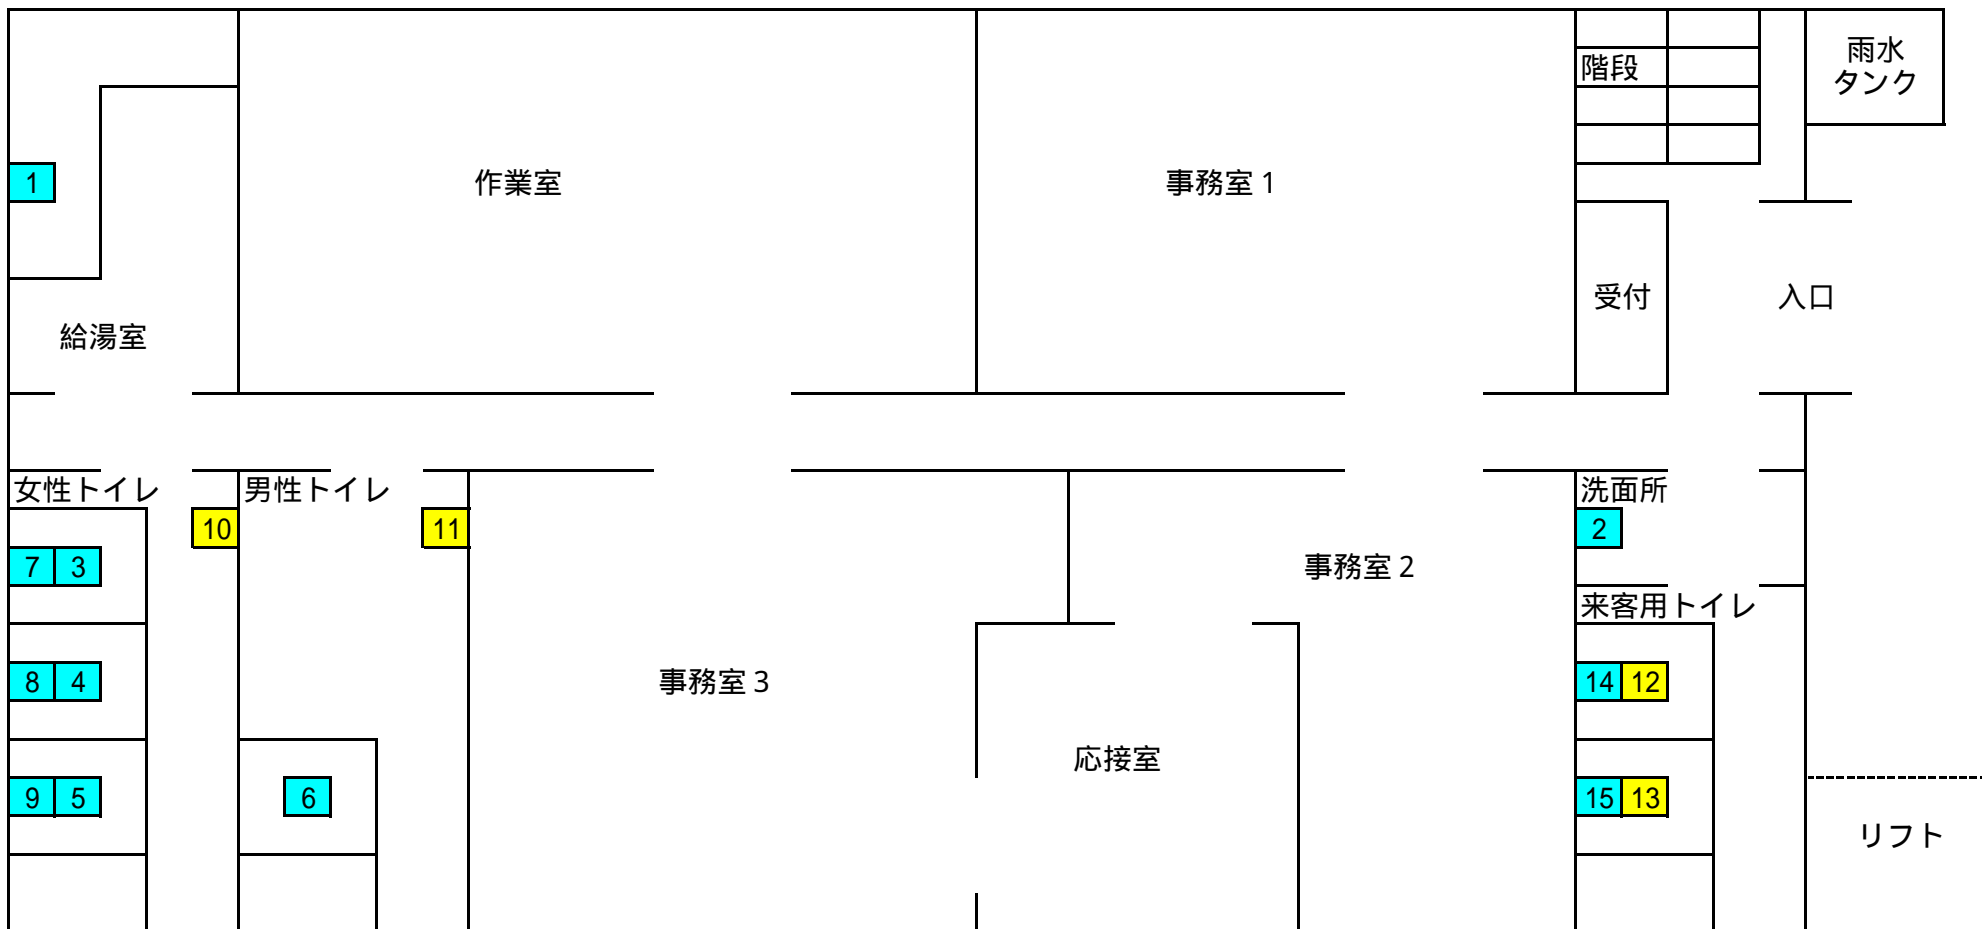 雨水
タンク
階段
1
作業室
事務室 1
受付
入口
給湯室
女性トイレ
男性トイレ
洗面所
10
11
2
7 3
事務室 2
来客用トイレ
8 4
事務室 3
14 12
応接室
9 5
6
15 13
リフト